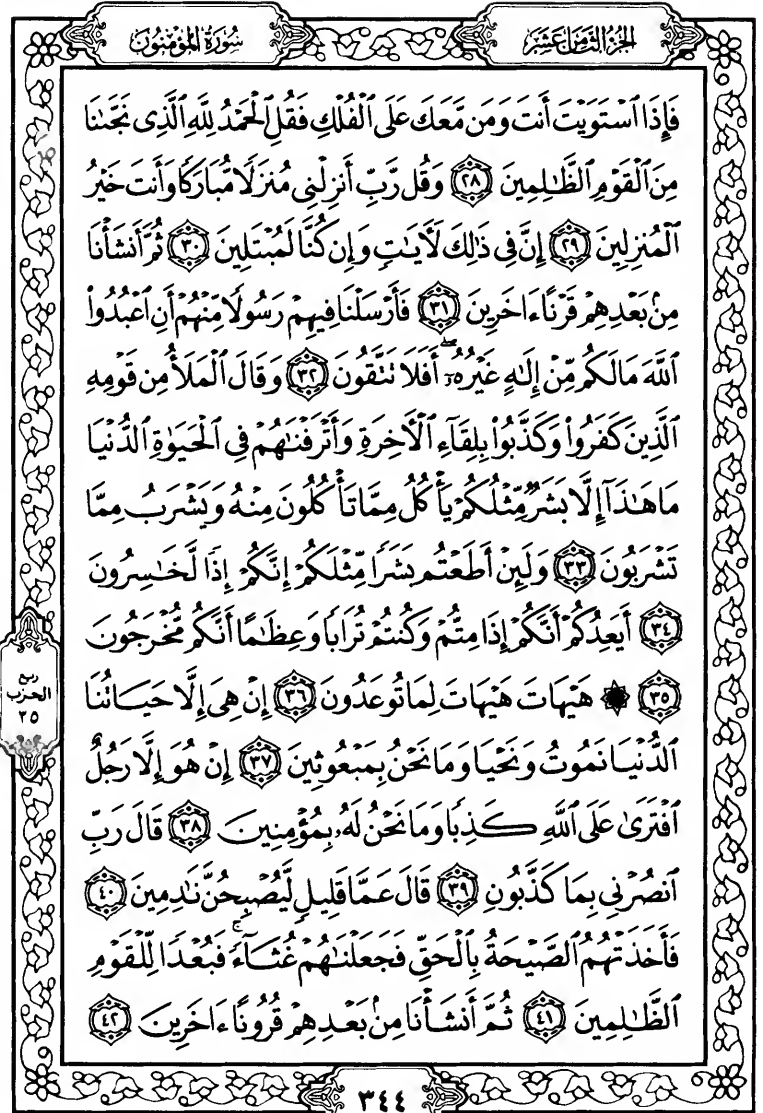 الجزء الثامن عشر
سورة المؤمنون
فَإِذَا ٱسْتَوَيْتَ أَنتَ وَمَن مَّعَكَ عَلَى ٱلْفُلْكِ فَقُلِ ٱلْحَمْدُ لِلَّهِ ٱلَّذِى نَجَّىٰنَا
مِنَ ٱلْقَوْمِ ٱلظَّٰلِمِينَ ٢٨ وَقُل رَّبِّ أَنزِلْنِى مُنزَلًا مُّبَارَكًا وَأَنتَ خَيْرُ
ٱلْمُنزِلِينَ ٢٩ إِنَّ فِى ذَٰلِكَ لَءَايَٰتٍ وَإِن كُنَّا لَمُبْتَلِينَ ٣٠ ثُمَّ أَنشَأْنَا
مِنۢ بَعْدِهِمْ قَرْنًا ءَاخَرِينَ ٣١ فَأَرْسَلْنَا فِيهِمْ رَسُولًا مِّنْهُمْ أَنِ ٱعْبُدُوا۟
ٱللَّهَ مَا لَكُم مِّنْ إِلَٰهٍ غَيْرُهُۥٓ ۖ أَفَلَا تَتَّقُونَ ٣٢ وَقَالَ ٱلْمَلَأُ مِن قَوْمِهِ
ٱلَّذِينَ كَفَرُوا۟ وَكَذَّبُوا۟ بِلِقَآءِ ٱلْءَاخِرَةِ وَأَتْرَفْنَٰهُمْ فِى ٱلْحَيَوٰةِ ٱلدُّنْيَا
مَا هَٰذَآ إِلَّا بَشَرٌ مِّثْلُكُمْ يَأْكُلُ مِمَّا تَأْكُلُونَ مِنْهُ وَيَشْرَبُ مِمَّا
تَشْرَبُونَ ٣٣ وَلَئِنْ أَطَعْتُم بَشَرًا مِّثْلَكُمْ إِنَّكُمْ إِذًا لَّخَٰسِرُونَ
٣٤ أَيَعِدُكُمْ أَنَّكُمْ إِذَا مِتُّمْ وَكُنتُمْ تُرَابًا وَعِظَٰمًا أَنَّكُم مُّخْرَجُونَ
٣٥ ۞ هَيْهَاتَ هَيْهَاتَ لِمَا تُوعَدُونَ ٣٦ إِنْ هِىَ إِلَّا حَيَاتُنَا
ٱلدُّنْيَا نَمُوتُ وَنَحْيَا وَمَا نَحْنُ بِمَبْعُوثِينَ ٣٧ إِنْ هُوَ إِلَّا رَجُلٌ
ٱفْتَرَىٰ عَلَى ٱللَّهِ كَذِبًا وَمَا نَحْنُ لَهُۥ بِمُؤْمِنِينَ ٣٨ قَالَ رَبِّ
ٱنصُرْنِى بِمَا كَذَّبُونِ ٣٩ قَالَ عَمَّا قَلِيلٍ لَّيُصْبِحُنَّ نَٰدِمِينَ ٤٠
فَأَخَذَتْهُمُ ٱلصَّيْحَةُ بِٱلْحَقِّ فَجَعَلْنَٰهُمْ غُثَآءً ۚ فَبُعْدًا لِّلْقَوْمِ
ٱلظَّٰلِمِينَ ٤١ ثُمَّ أَنشَأْنَا مِنۢ بَعْدِهِمْ قُرُونًا ءَاخَرِينَ ٤٢
ربع
الحزب
٣٥
٣٤٤